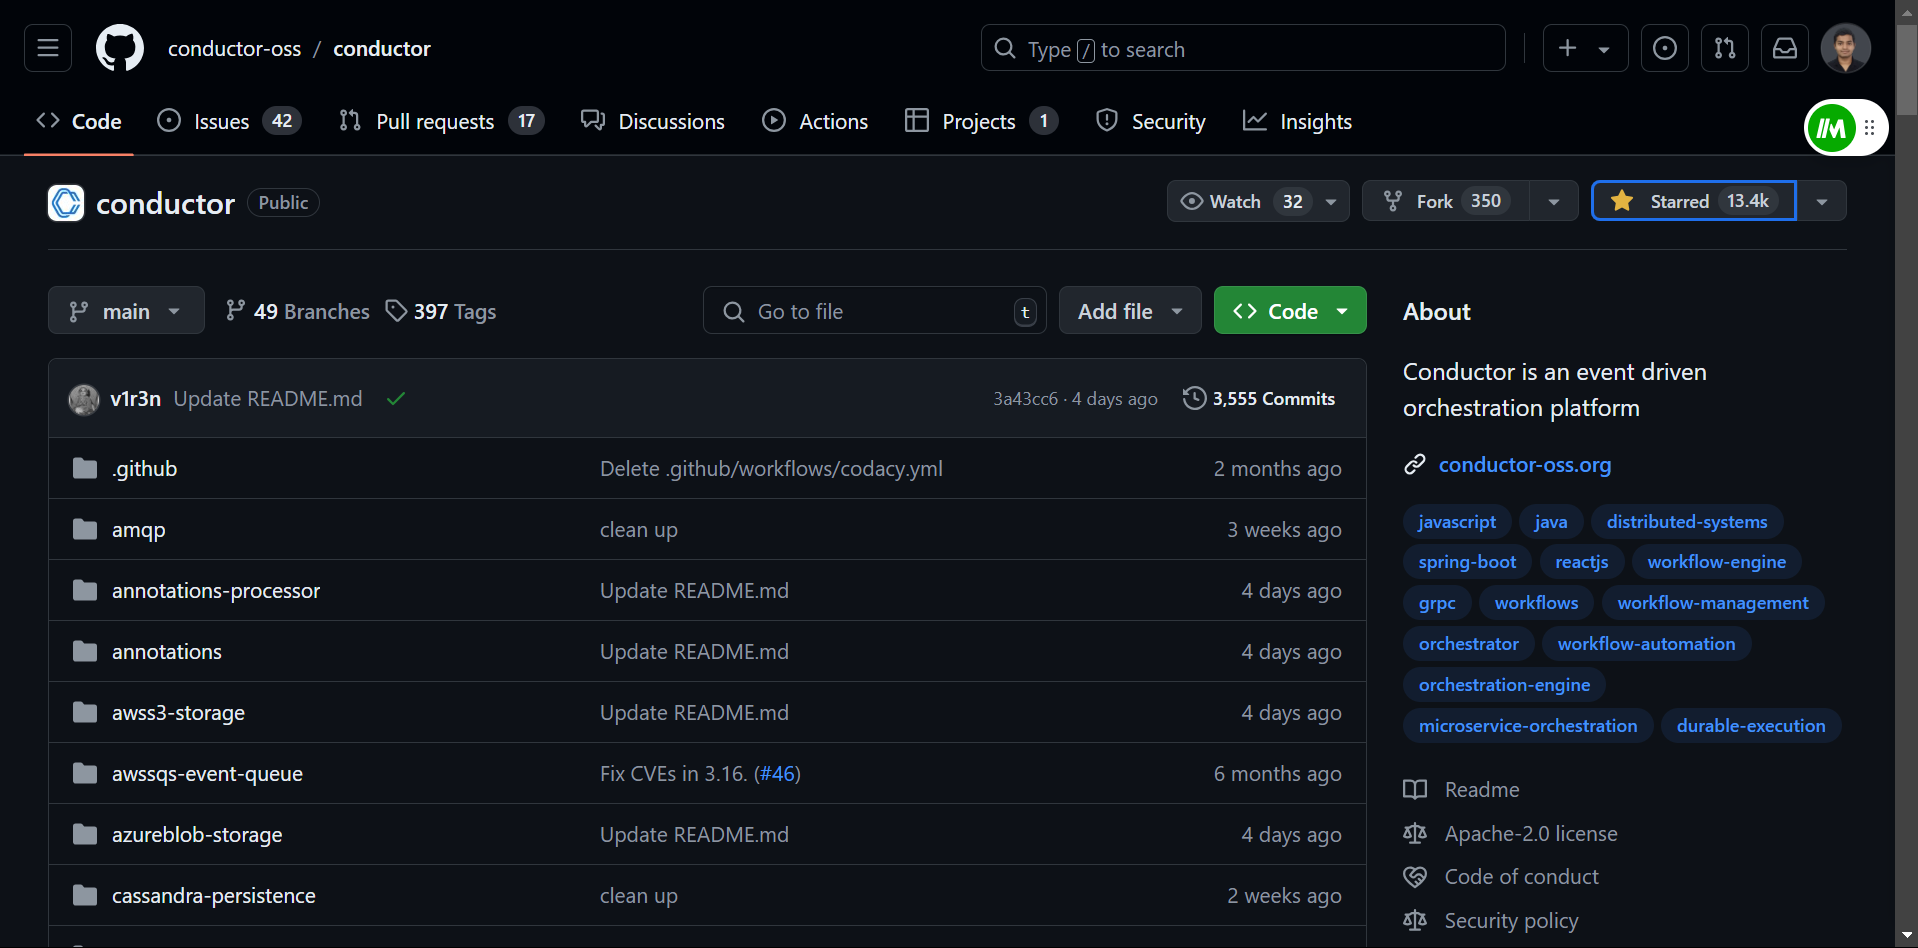 conductor-oss / conductor
Type / to search
Code
Issues 42
Pull requests 17
Discussions
Actions
Projects 1
Security
Insights
conductor Public
Watch 32
Fork 350
Starred 13.4k
main
49 Branches
397 Tags
Go to file t
Add file
Code
v1r3n Update README.md
3a43cc6 · 4 days ago
3,555 Commits
.github Delete .github/workflows/codacy.yml 2 months ago
amqp clean up 3 weeks ago
annotations-processor Update README.md 4 days ago
annotations Update README.md 4 days ago
awss3-storage Update README.md 4 days ago
awssqs-event-queue Fix CVEs in 3.16. (#46) 6 months ago
azureblob-storage Update README.md 4 days ago
cassandra-persistence clean up 2 weeks ago
About
Conductor is an event driven
orchestration platform
conductor-oss.org
javascript java distributed-systems
spring-boot reactjs workflow-engine
grpc workflows workflow-management
orchestrator workflow-automation
orchestration-engine
microservice-orchestration durable-execution
Readme
Apache-2.0 license
Code of conduct
Security policy